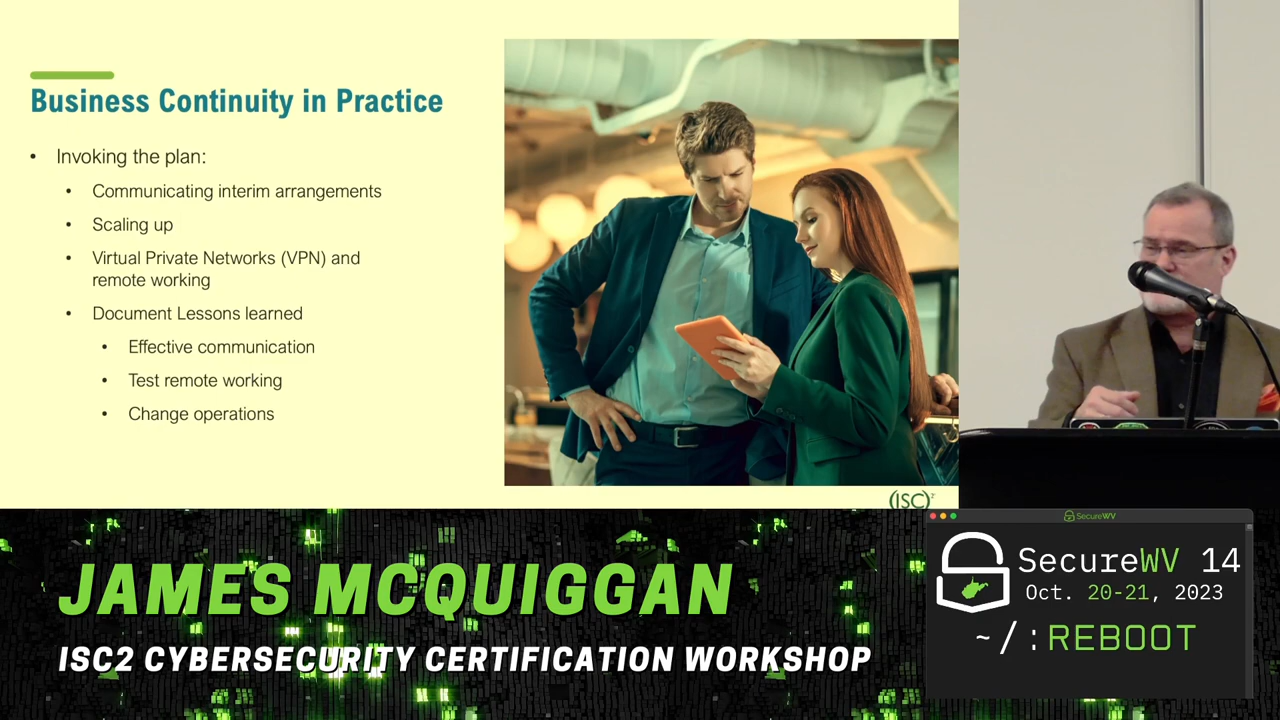 Business Continuity in Practice
• Invoking the plan:
• Communicating interim arrangements
• Scaling up
• Virtual Private Networks (VPN) and
remote working
• Document Lessons learned
• Effective communication
• Test remote working
• Change operations
(ISC)²
JAMES MCQUIGGAN
ISC2 CYBERSECURITY CERTIFICATION WORKSHOP
SecureWV
SecureWV 14
Oct. 20-21, 2023
~/:REBOOT